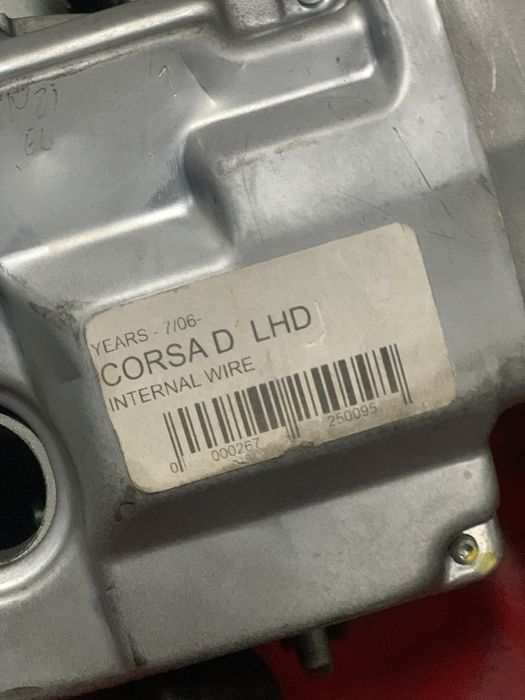 YEARS - 7/06-
CORSA D LHD
INTERNAL WIRE
0 000267 250095